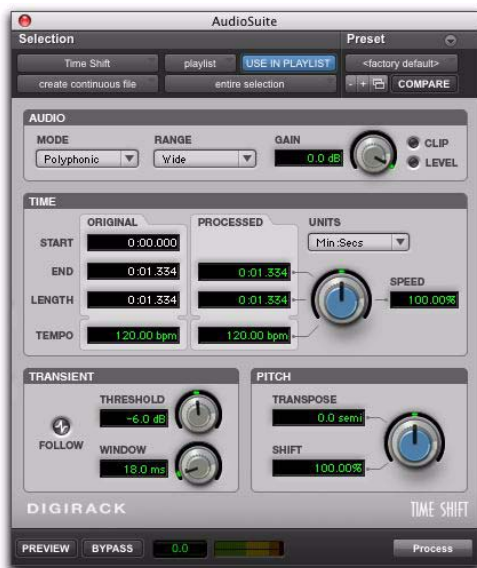 AudioSuite
Selection
Preset
Time Shift playlist USE IN PLAYLIST <factory default>
create continuous file entire selection - + COMPARE
AUDIO
MODE RANGE GAIN CLIP
Polyphonic Wide 0.0 dB LEVEL
TIME
ORIGINAL PROCESSED UNITS
START 0:00.000 Min:Secs
END 0:01.334 0:01.334 SPEED
LENGTH 0:01.334 0:01.334 100.00%
TEMPO 120.00 bpm 120.00 bpm
TRANSIENT
THRESHOLD
-6.0 dB
FOLLOW
WINDOW
18.0 ms
PITCH
TRANSPOSE
0.0 semi
SHIFT
100.00%
DIGIRACK TIME SHIFT
PREVIEW BYPASS 0.0 Process